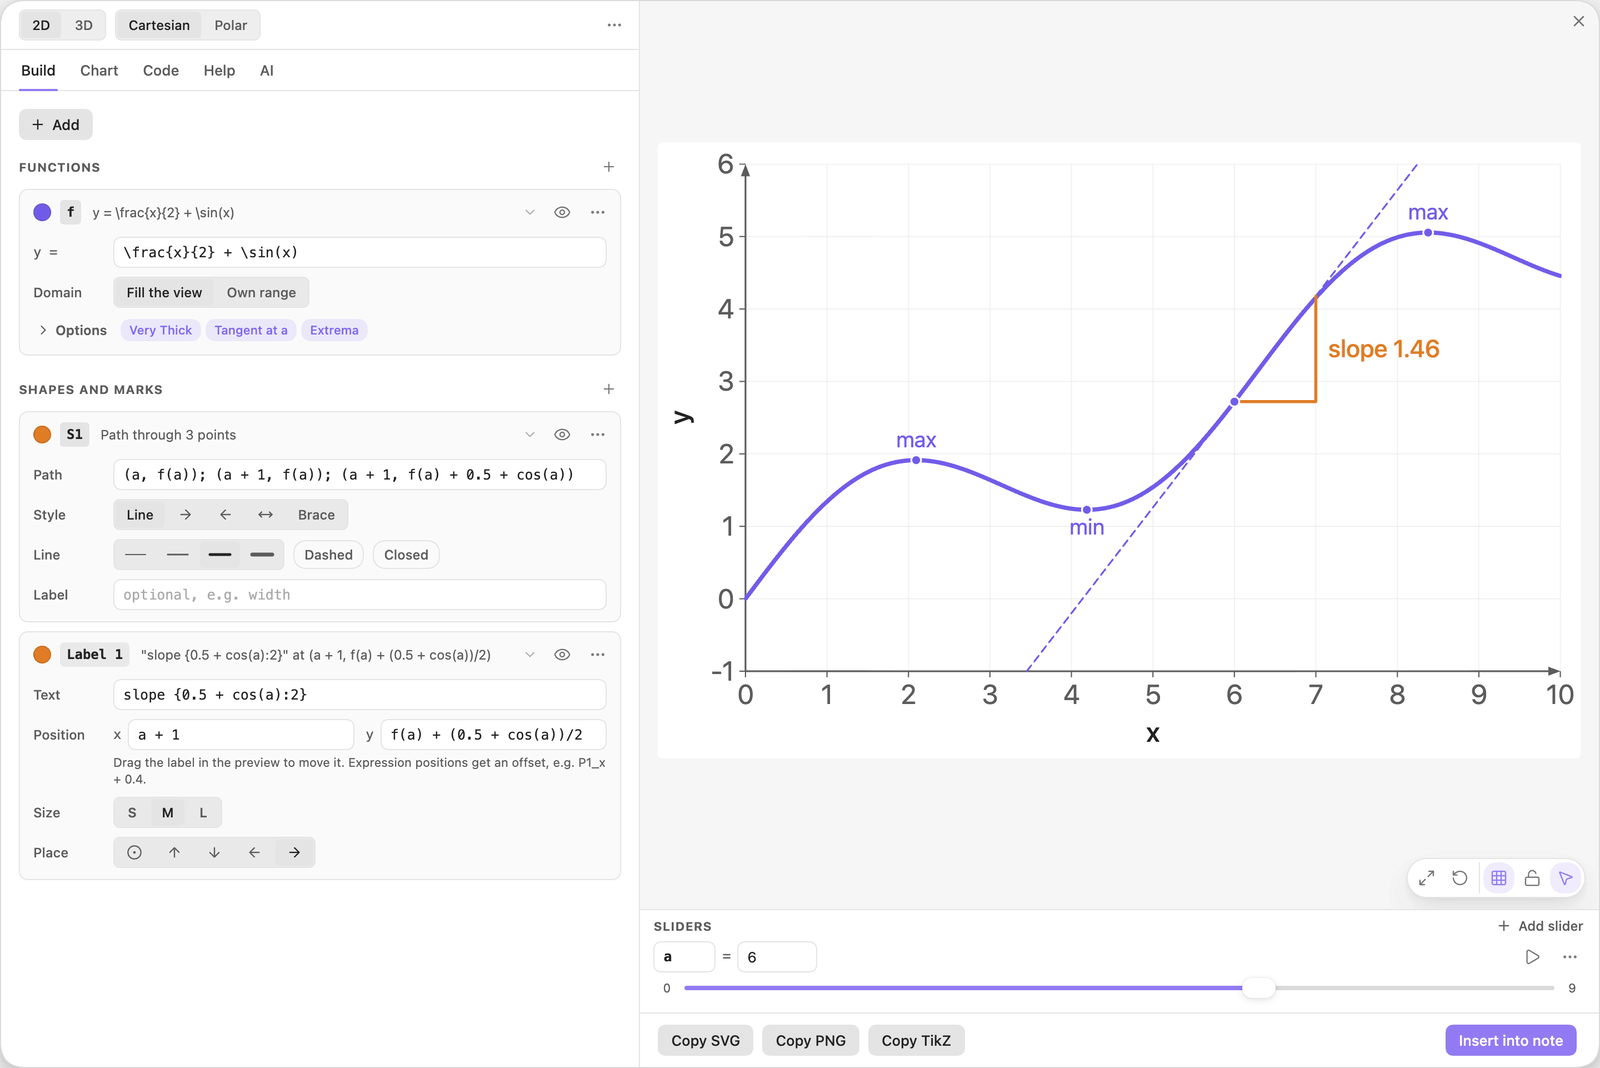 2D 3D Cartesian Polar
Build Chart Code Help AI
+ Add
FUNCTIONS
f y = \frac{x}{2} + \sin(x)
y = \frac{x}{2} + \sin(x)
Domain Fill the view Own range
Options Very Thick Tangent at a Extrema
SHAPES AND MARKS
S1 Path through 3 points
Path (a, f(a)); (a + 1, f(a)); (a + 1, f(a) + 0.5 + cos(a))
Style Line → ← ↔ Brace
Line Dashed Closed
Label optional, e.g. width
Label 1 "slope {0.5 + cos(a):2}" at (a + 1, f(a) + (0.5 + cos(a))/2)
Text slope {0.5 + cos(a):2}
Position x a + 1 y f(a) + (0.5 + cos(a))/2
Drag the label in the preview to move it. Expression positions get an offset, e.g. P1_x
+ 0.4.
Size S M L
Place ↑ ↓ ← →
6
5
4
3
2
1
0
-1
y
max
slope 1.46
max
min
0 1 2 3 4 5 6 7 8 9 10
x
SLIDERS + Add slider
a = 6
0 9
Copy SVG Copy PNG Copy TikZ Insert into note